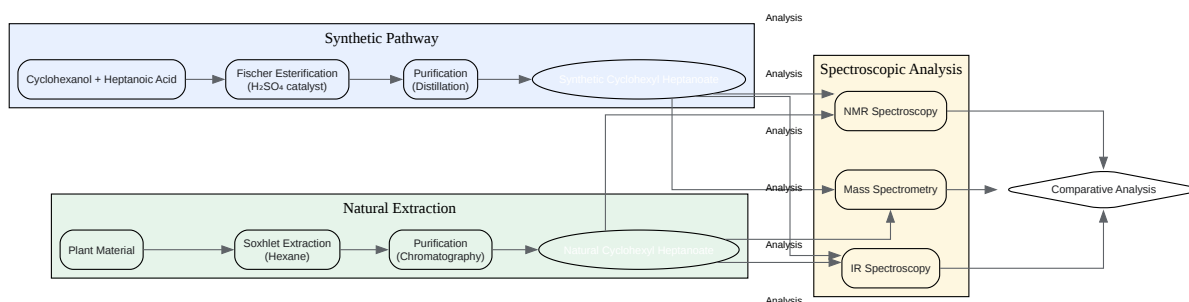 Analysis
Synthetic Pathway
Cyclohexanol + Heptanoic Acid
Fischer Esterification
(H₂SO₄ catalyst)
Purification
(Distillation)
Synthetic Cyclohexyl Heptanoate
Analysis
Spectroscopic Analysis
NMR Spectroscopy
Analysis
Mass Spectrometry
Analysis
Comparative Analysis
Natural Extraction
Plant Material
Soxhlet Extraction
(Hexane)
Purification
(Chromatography)
Natural Cyclohexyl Heptanoate
Analysis
IR Spectroscopy
Analysis